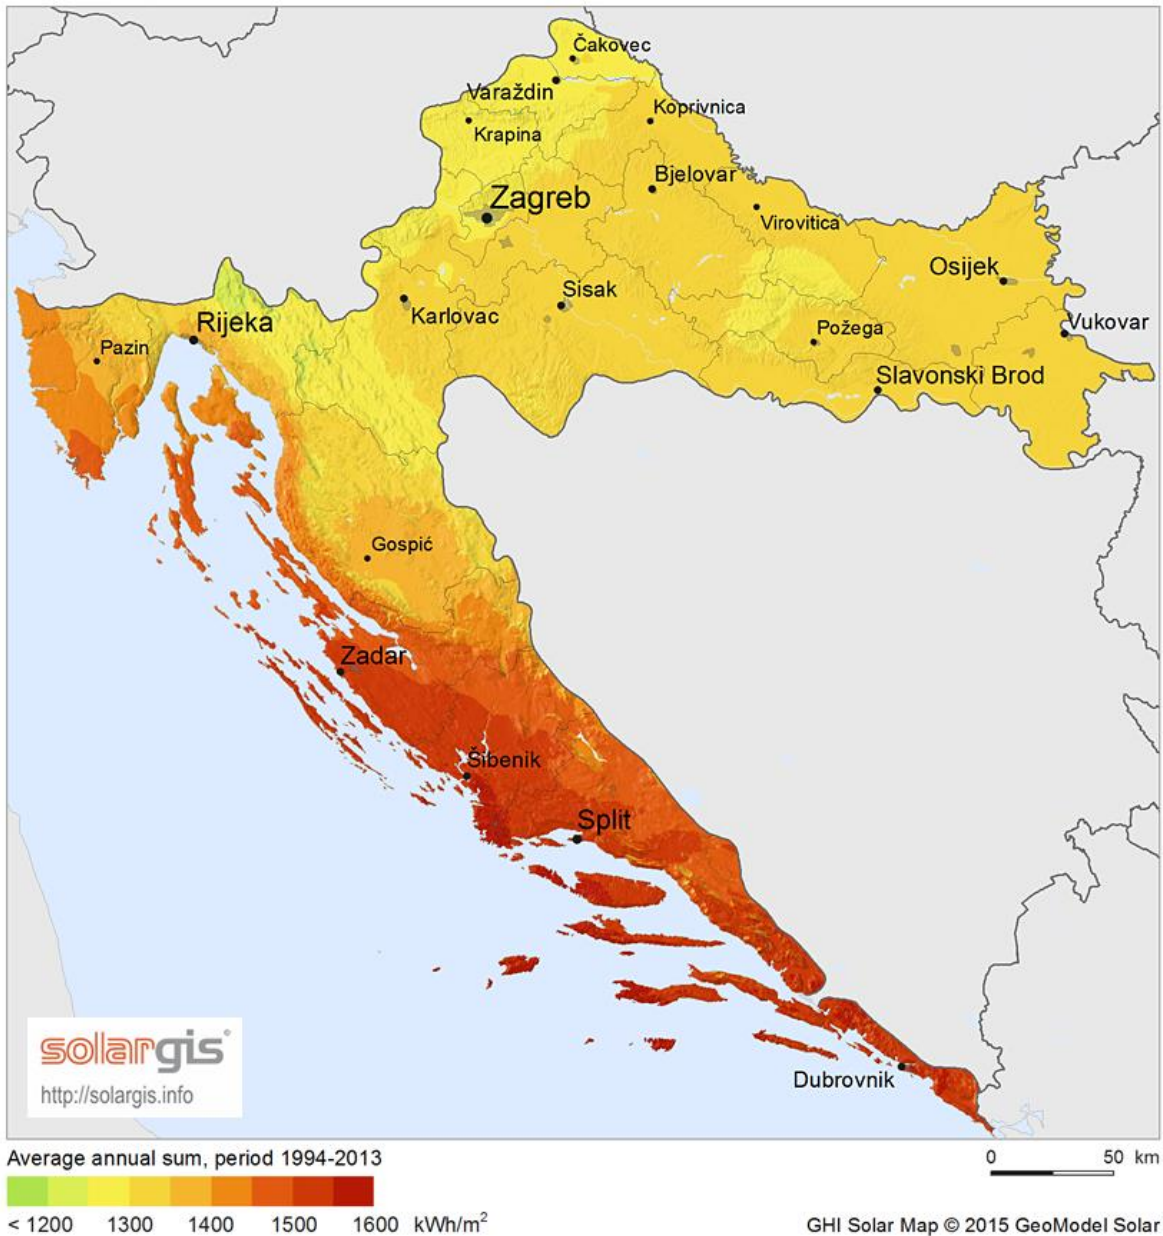 Čakovec
Varaždin
Koprivnica
Krapina
Bjelovar
Zagreb
Virovitica
Osijek
Sisak
Karlovac
Rijeka
Vukovar
Požega
Pazin
Slavonski Brod
Gospić
Zadar
Šibenik
Split
Dubrovnik
solargis©
http://solargis.info
Average annual sum, period 1994-2013
0 50 km
< 1200 1300 1400 1500 1600 kWh/m²
GHI Solar Map © 2015 GeoModel Solar